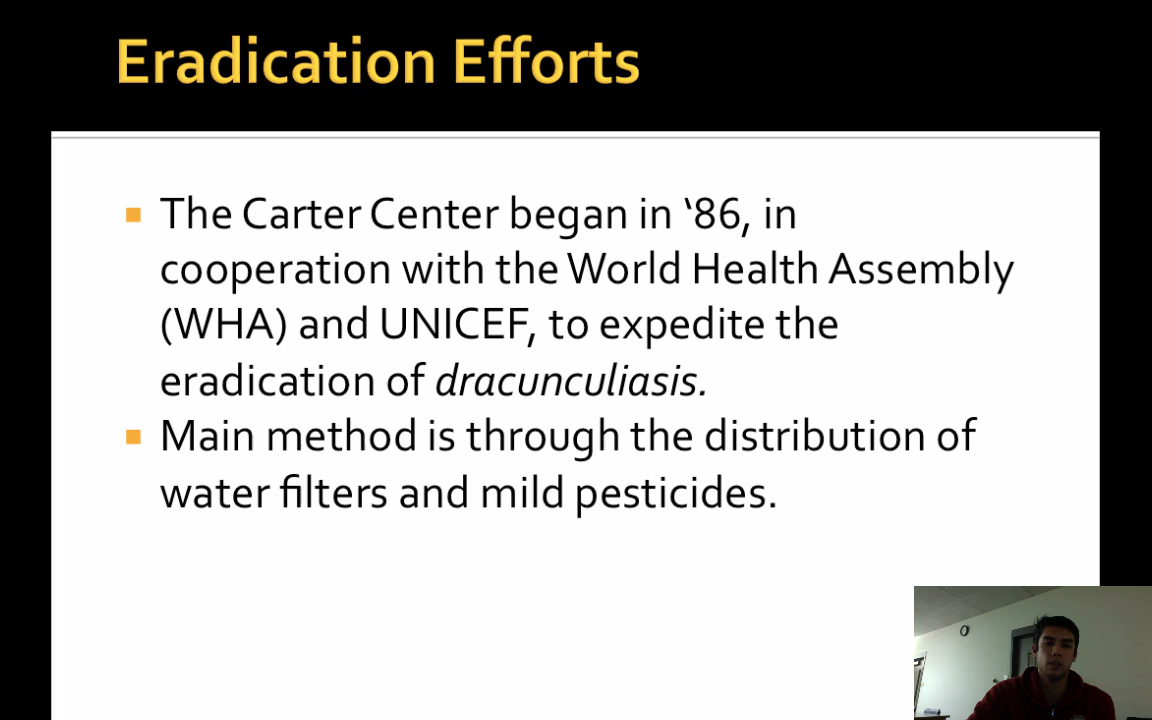 Eradication Efforts
The Carter Center began in ‘86, in
cooperation with the World Health Assembly
(WHA) and UNICEF, to expedite the
eradication of dracunculiasis.
Main method is through the distribution of
water filters and mild pesticides.